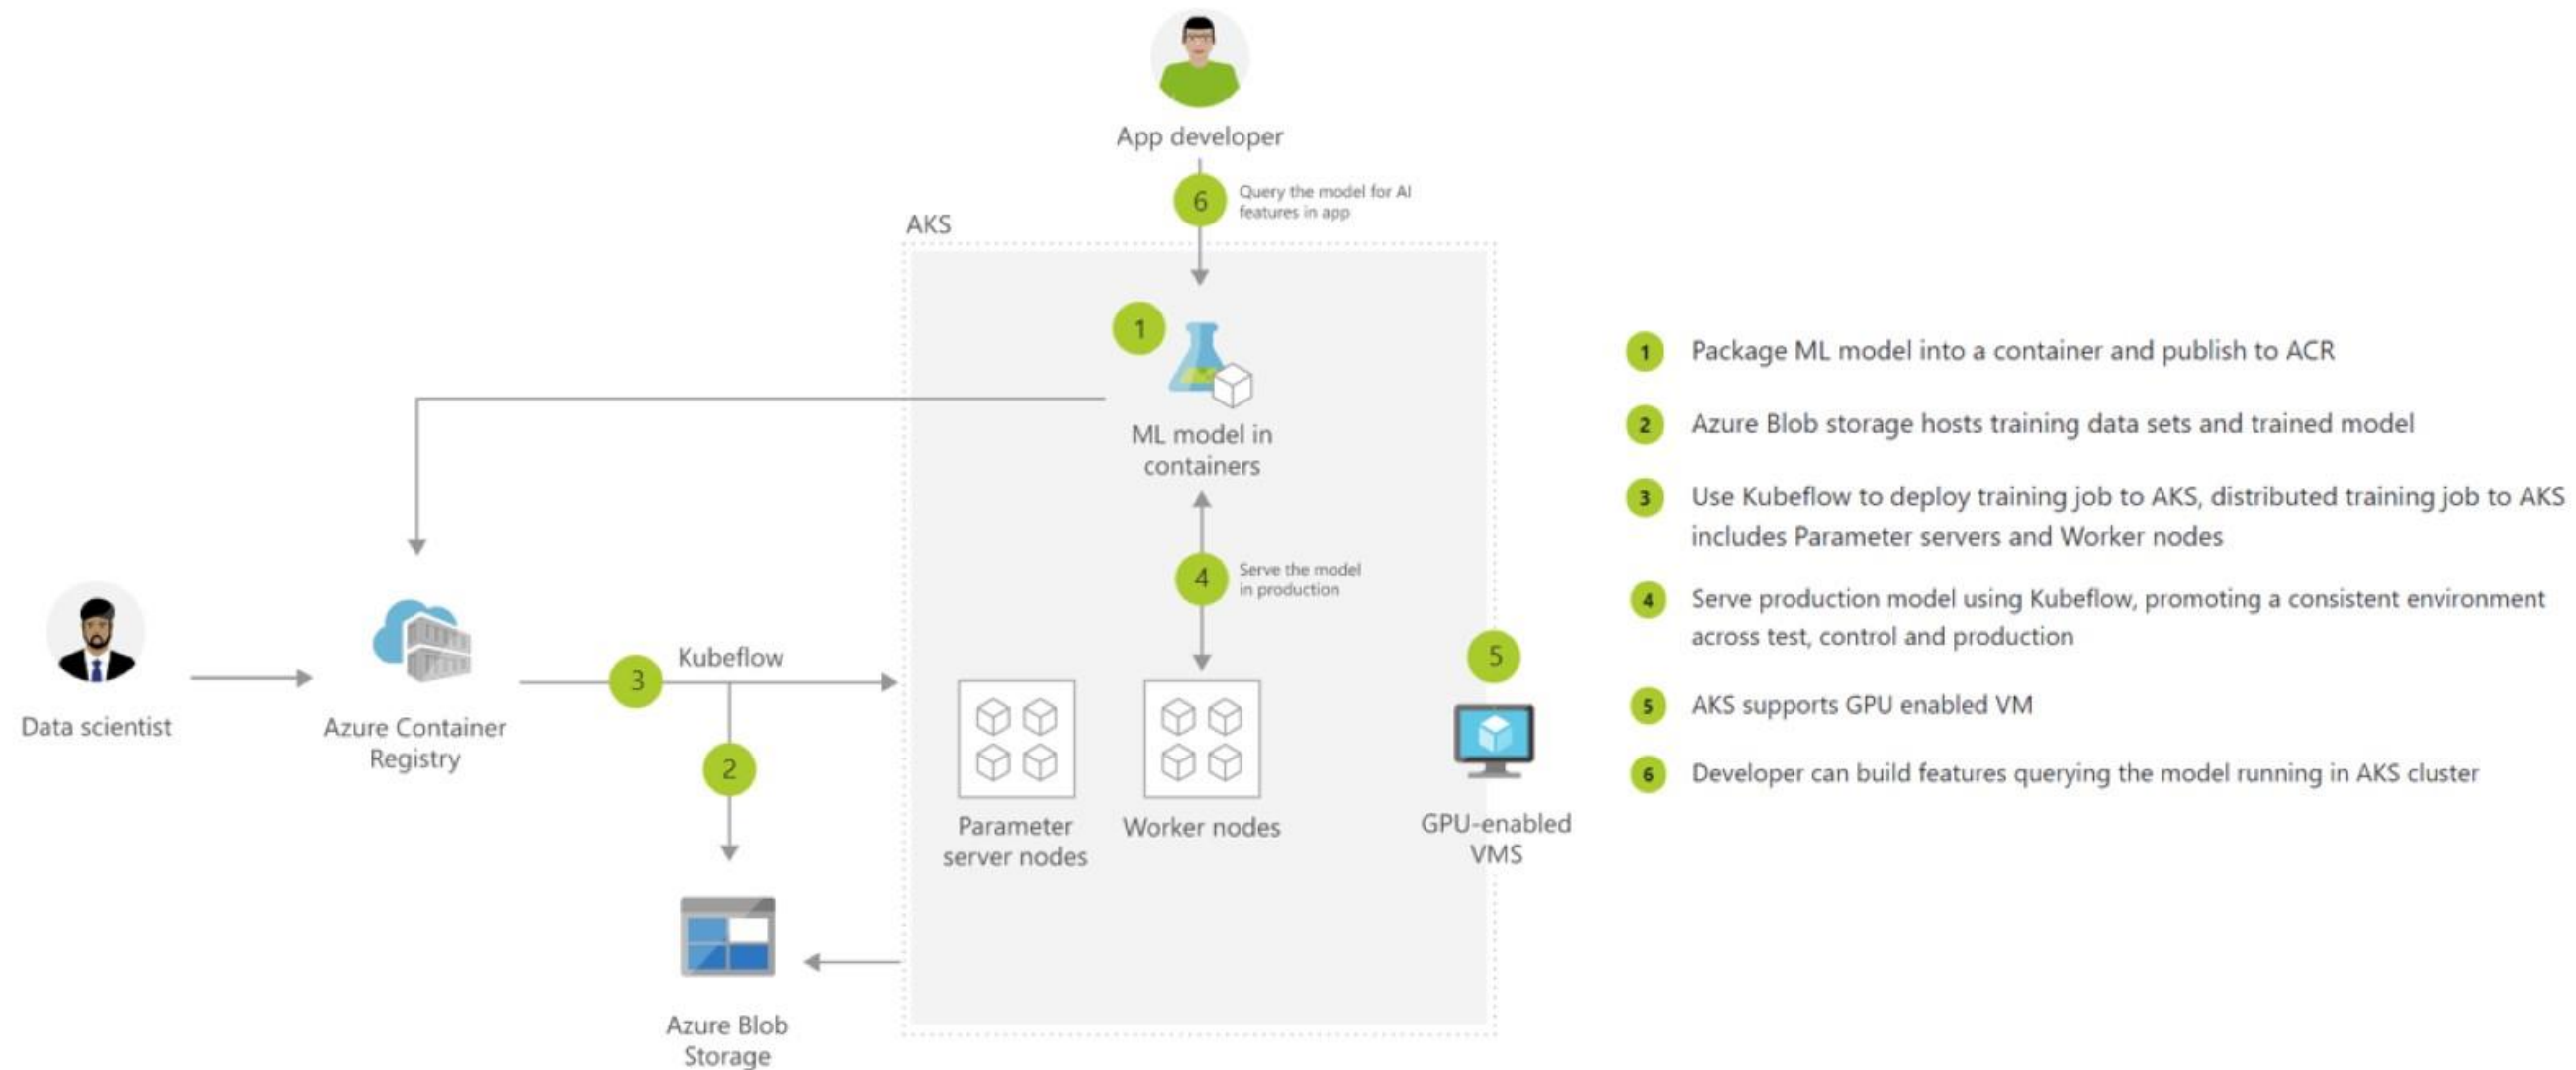 App developer
6
Query the model for AI
features in app
AKS
1
ML model in
containers
4
Serve the model
in production
Data scientist
Azure Container
Registry
3
Kubeflow
2
Azure Blob
Storage
Parameter
server nodes
Worker nodes
5
GPU-enabled
VMS
1 Package ML model into a container and publish to ACR
2 Azure Blob storage hosts training data sets and trained model
3 Use Kubeflow to deploy training job to AKS, distributed training job to AKS
includes Parameter servers and Worker nodes
4 Serve production model using Kubeflow, promoting a consistent environment
across test, control and production
5 AKS supports GPU enabled VM
6 Developer can build features querying the model running in AKS cluster